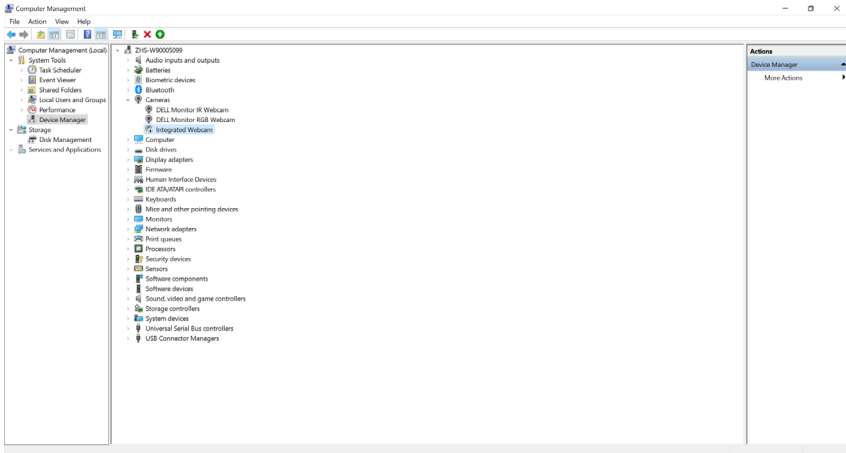 Computer Management
File Action View Help
Computer Management (Local)
System Tools
Task Scheduler
Event Viewer
Shared Folders
Local Users and Groups
Performance
Device Manager
Storage
Disk Management
Services and Applications
ZHS-W90005099
Audio inputs and outputs
Batteries
Biometric devices
Bluetooth
Cameras
DELL Monitor IR Webcam
DELL Monitor RGB Webcam
Integrated Webcam
Computer
Disk drives
Display adapters
Firmware
Human Interface Devices
IDE ATA/ATAPI controllers
Keyboards
Mice and other pointing devices
Monitors
Network adapters
Print queues
Processors
Security devices
Sensors
Software components
Software devices
Sound, video and game controllers
Storage controllers
System devices
Universal Serial Bus controllers
USB Connector Managers
Actions
Device Manager
More Actions